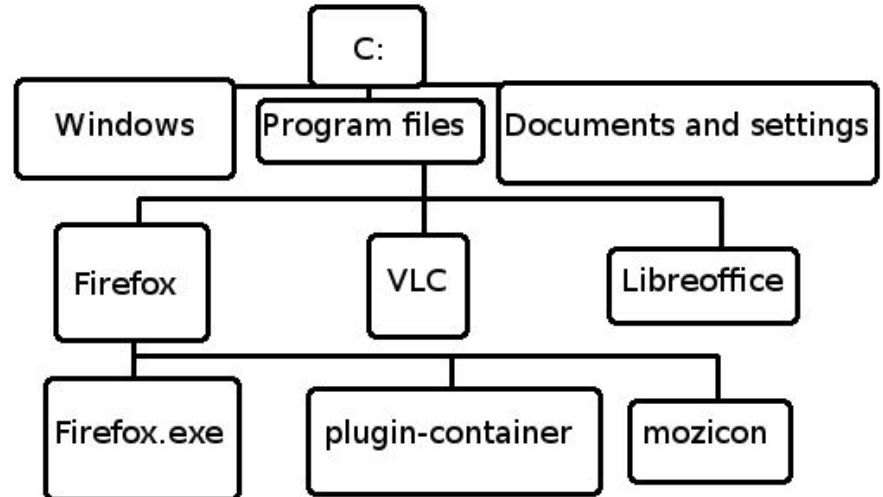 C:
Windows
Program files
Documents and settings
Firefox
VLC
Libreoffice
Firefox.exe
plugin-container
mozicon